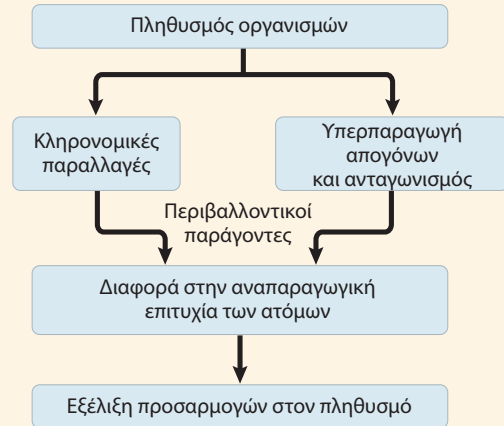 Πληθυσμός οργανισμών
Κληρονομικές
παραλλαγές
Υπερπαραγωγή
απογόνων
και ανταγωνισμός
Περιβαλλοντικοί
παράγοντες
Διαφορά στην αναπαραγωγική
επιτυχία των ατόμων
Εξέλιξη προσαρμογών στον πληθυσμό